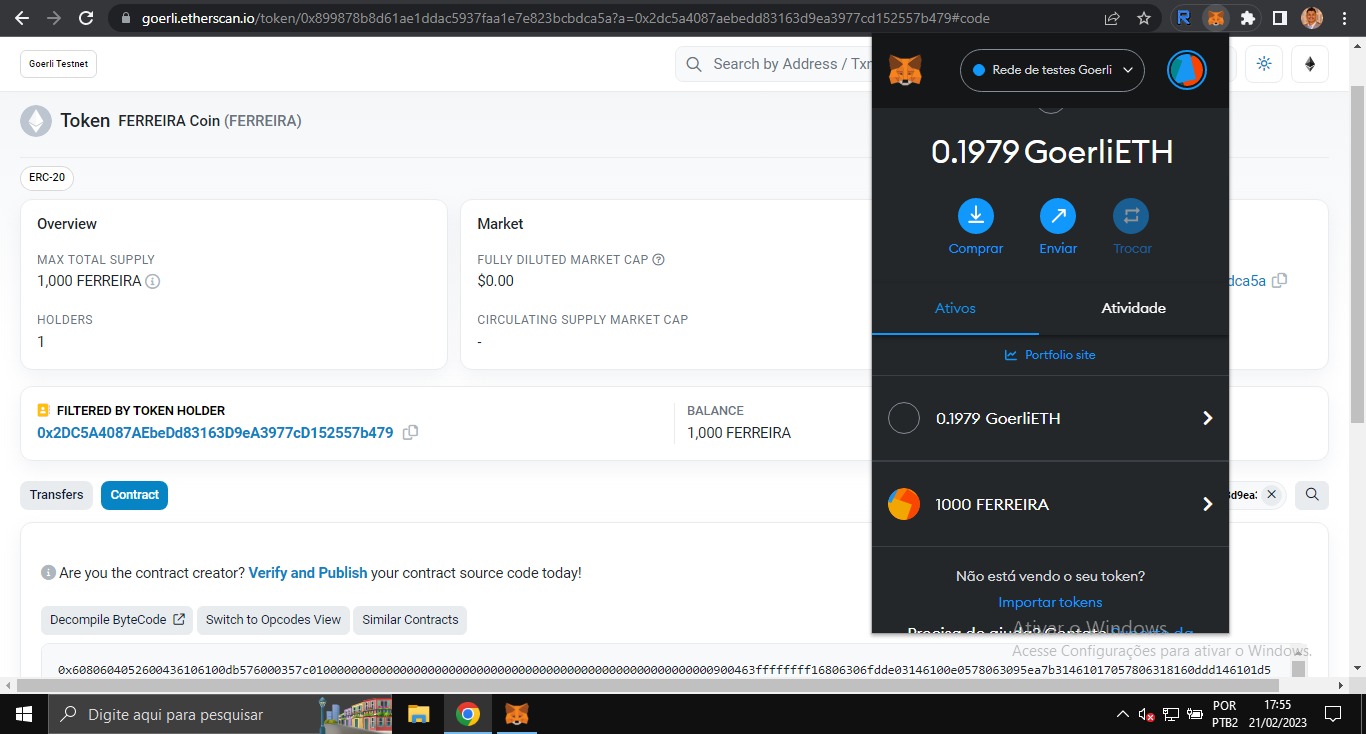 goerli.etherscan.io/token/0x899878b8d61ae1ddac5937faa1e7e823bcbdca5a?a=0x2dc5a4087aebedd83163d9ea3977cd152557b479#code
Goerli Testnet
Search by Address / Txn
Rede de testes Goerli
Token FERREIRA Coin (FERREIRA)
0.1979 GoerliETH
ERC-20
Comprar
Enviar
Trocar
Overview
MAX TOTAL SUPPLY
1,000 FERREIRA
HOLDERS
1
Market
FULLY DILUTED MARKET CAP
$0.00
CIRCULATING SUPPLY MARKET CAP
-
dca5a
Ativos
Atividade
Portfolio site
FILTERED BY TOKEN HOLDER
0x2DC5A4087AEbeDd83163D9eA3977cD152557b479
BALANCE
1,000 FERREIRA
0.1979 GoerliETH
Transfers
Contract
1000 FERREIRA
3d9ea:
Não está vendo o seu token?
Importar tokens
Precisa de ajuda? Contate Suporte da
Are you the contract creator? Verify and Publish your contract source code today!
Decompile ByteCode
Switch to Opcodes View
Similar Contracts
Ativar o Windows
Acesse Configurações para ativar o Windows.
Digite aqui para pesquisar
POR
PTB2
17:55
21/02/2023